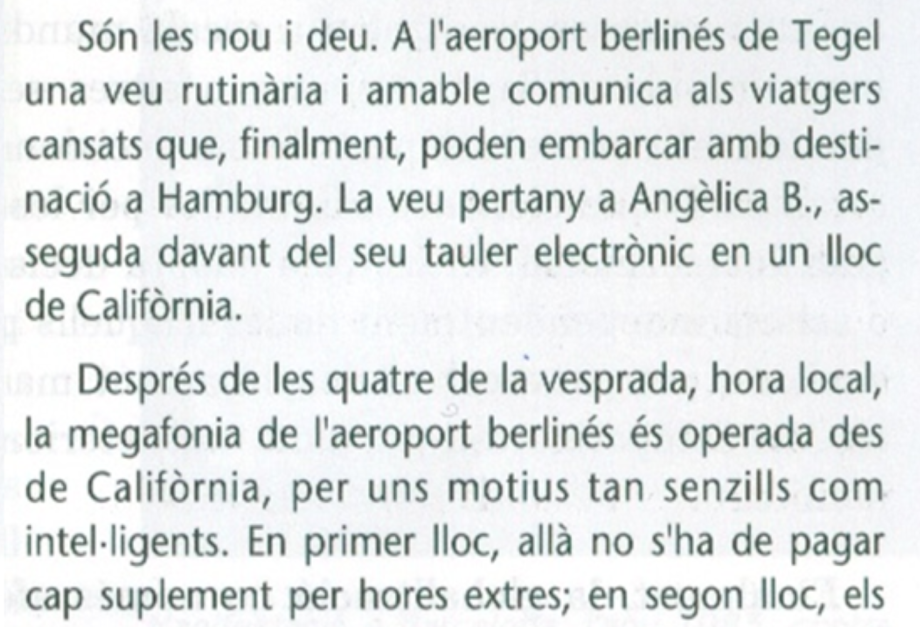 Són les nou i deu. A l'aeroport berlinés de Tegel
una veu rutinària i amable comunica als viatgers
cansats que, finalment, poden embarcar amb desti-
nació a Hamburg. La veu pertany a Angèlica B., as-
seguda davant del seu tauler electrònic en un lloc
de Califòrnia.
Després de les quatre de la vesprada, hora local,
la megafonia de l'aeroport berlinés és operada des
de Califòrnia, per uns motius tan senzills com
intel·ligents. En primer lloc, allà no s'ha de pagar
cap suplement per hores extres; en segon lloc, els